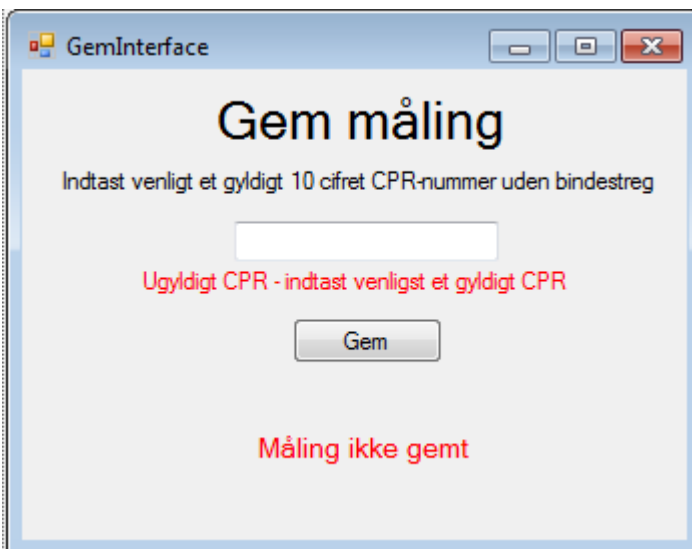 GemInterface
Gem måling
Indtast venligt et gyldigt 10 cifret CPR-nummer uden bindestreg
Ugyldigt CPR - indtast venligst et gyldigt CPR
Gem
Måling ikke gemt